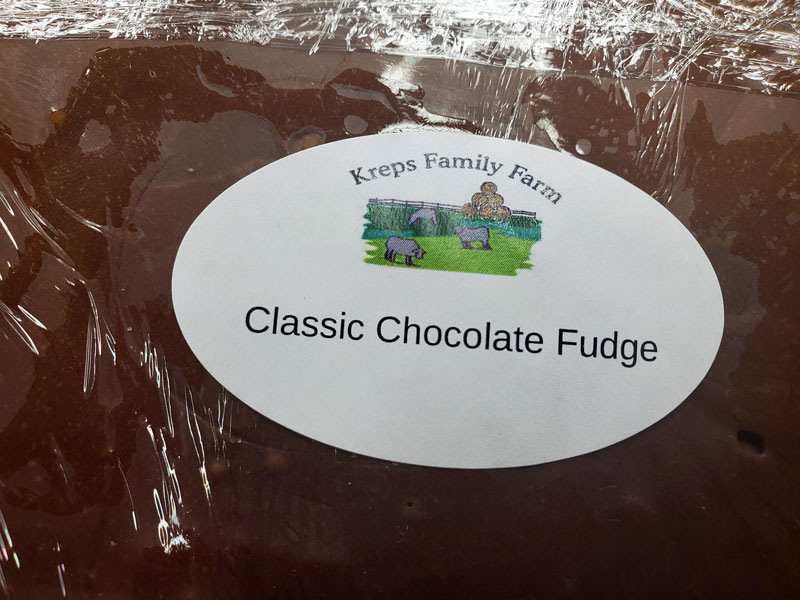 Kreps Family Farm
Classic Chocolate Fudge